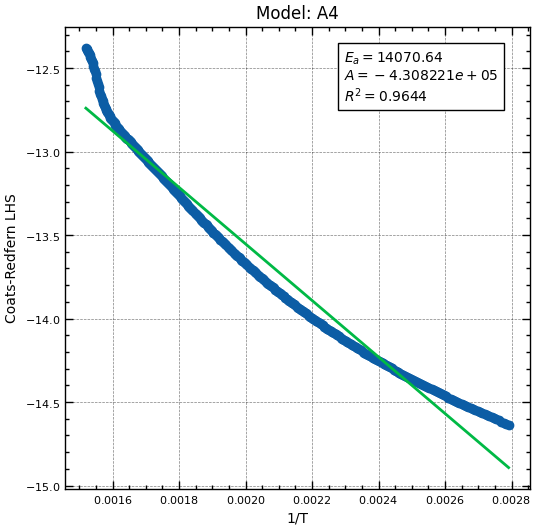 Model: A4
E_a = 14070.64
A = −4.308221e + 05
R² = 0.9644
−12.5
−13.0
−13.5
−14.0
−14.5
−15.0
Coats-Redfern LHS
0.0016 0.0018 0.0020 0.0022 0.0024 0.0026 0.0028
1/T